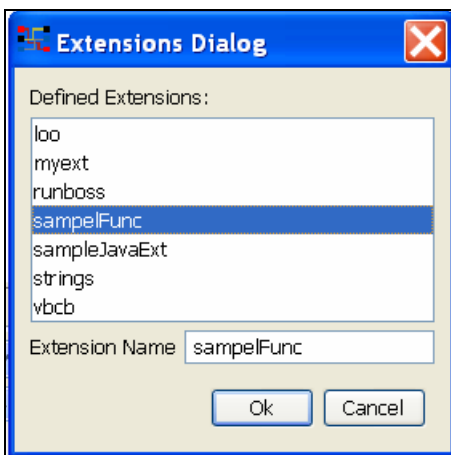 Extensions Dialog
Defined Extensions:
loo
myext
runboss
sampelFunc
sampleJavaExt
strings
vbcb
Extension Name sampelFunc
Ok Cancel